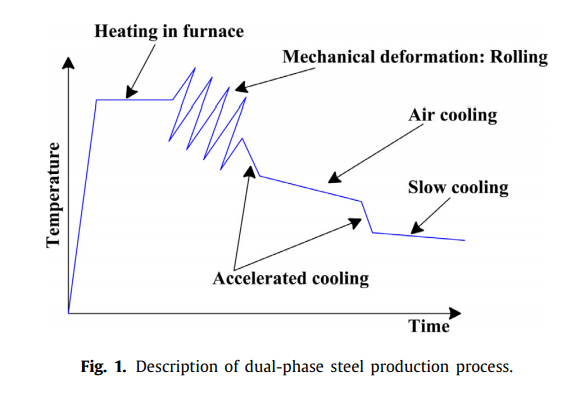 Heating in furnace
Mechanical deformation: Rolling
Air cooling
Temperature
Slow cooling
Accelerated cooling
Time
Fig. 1. Description of dual-phase steel production process.